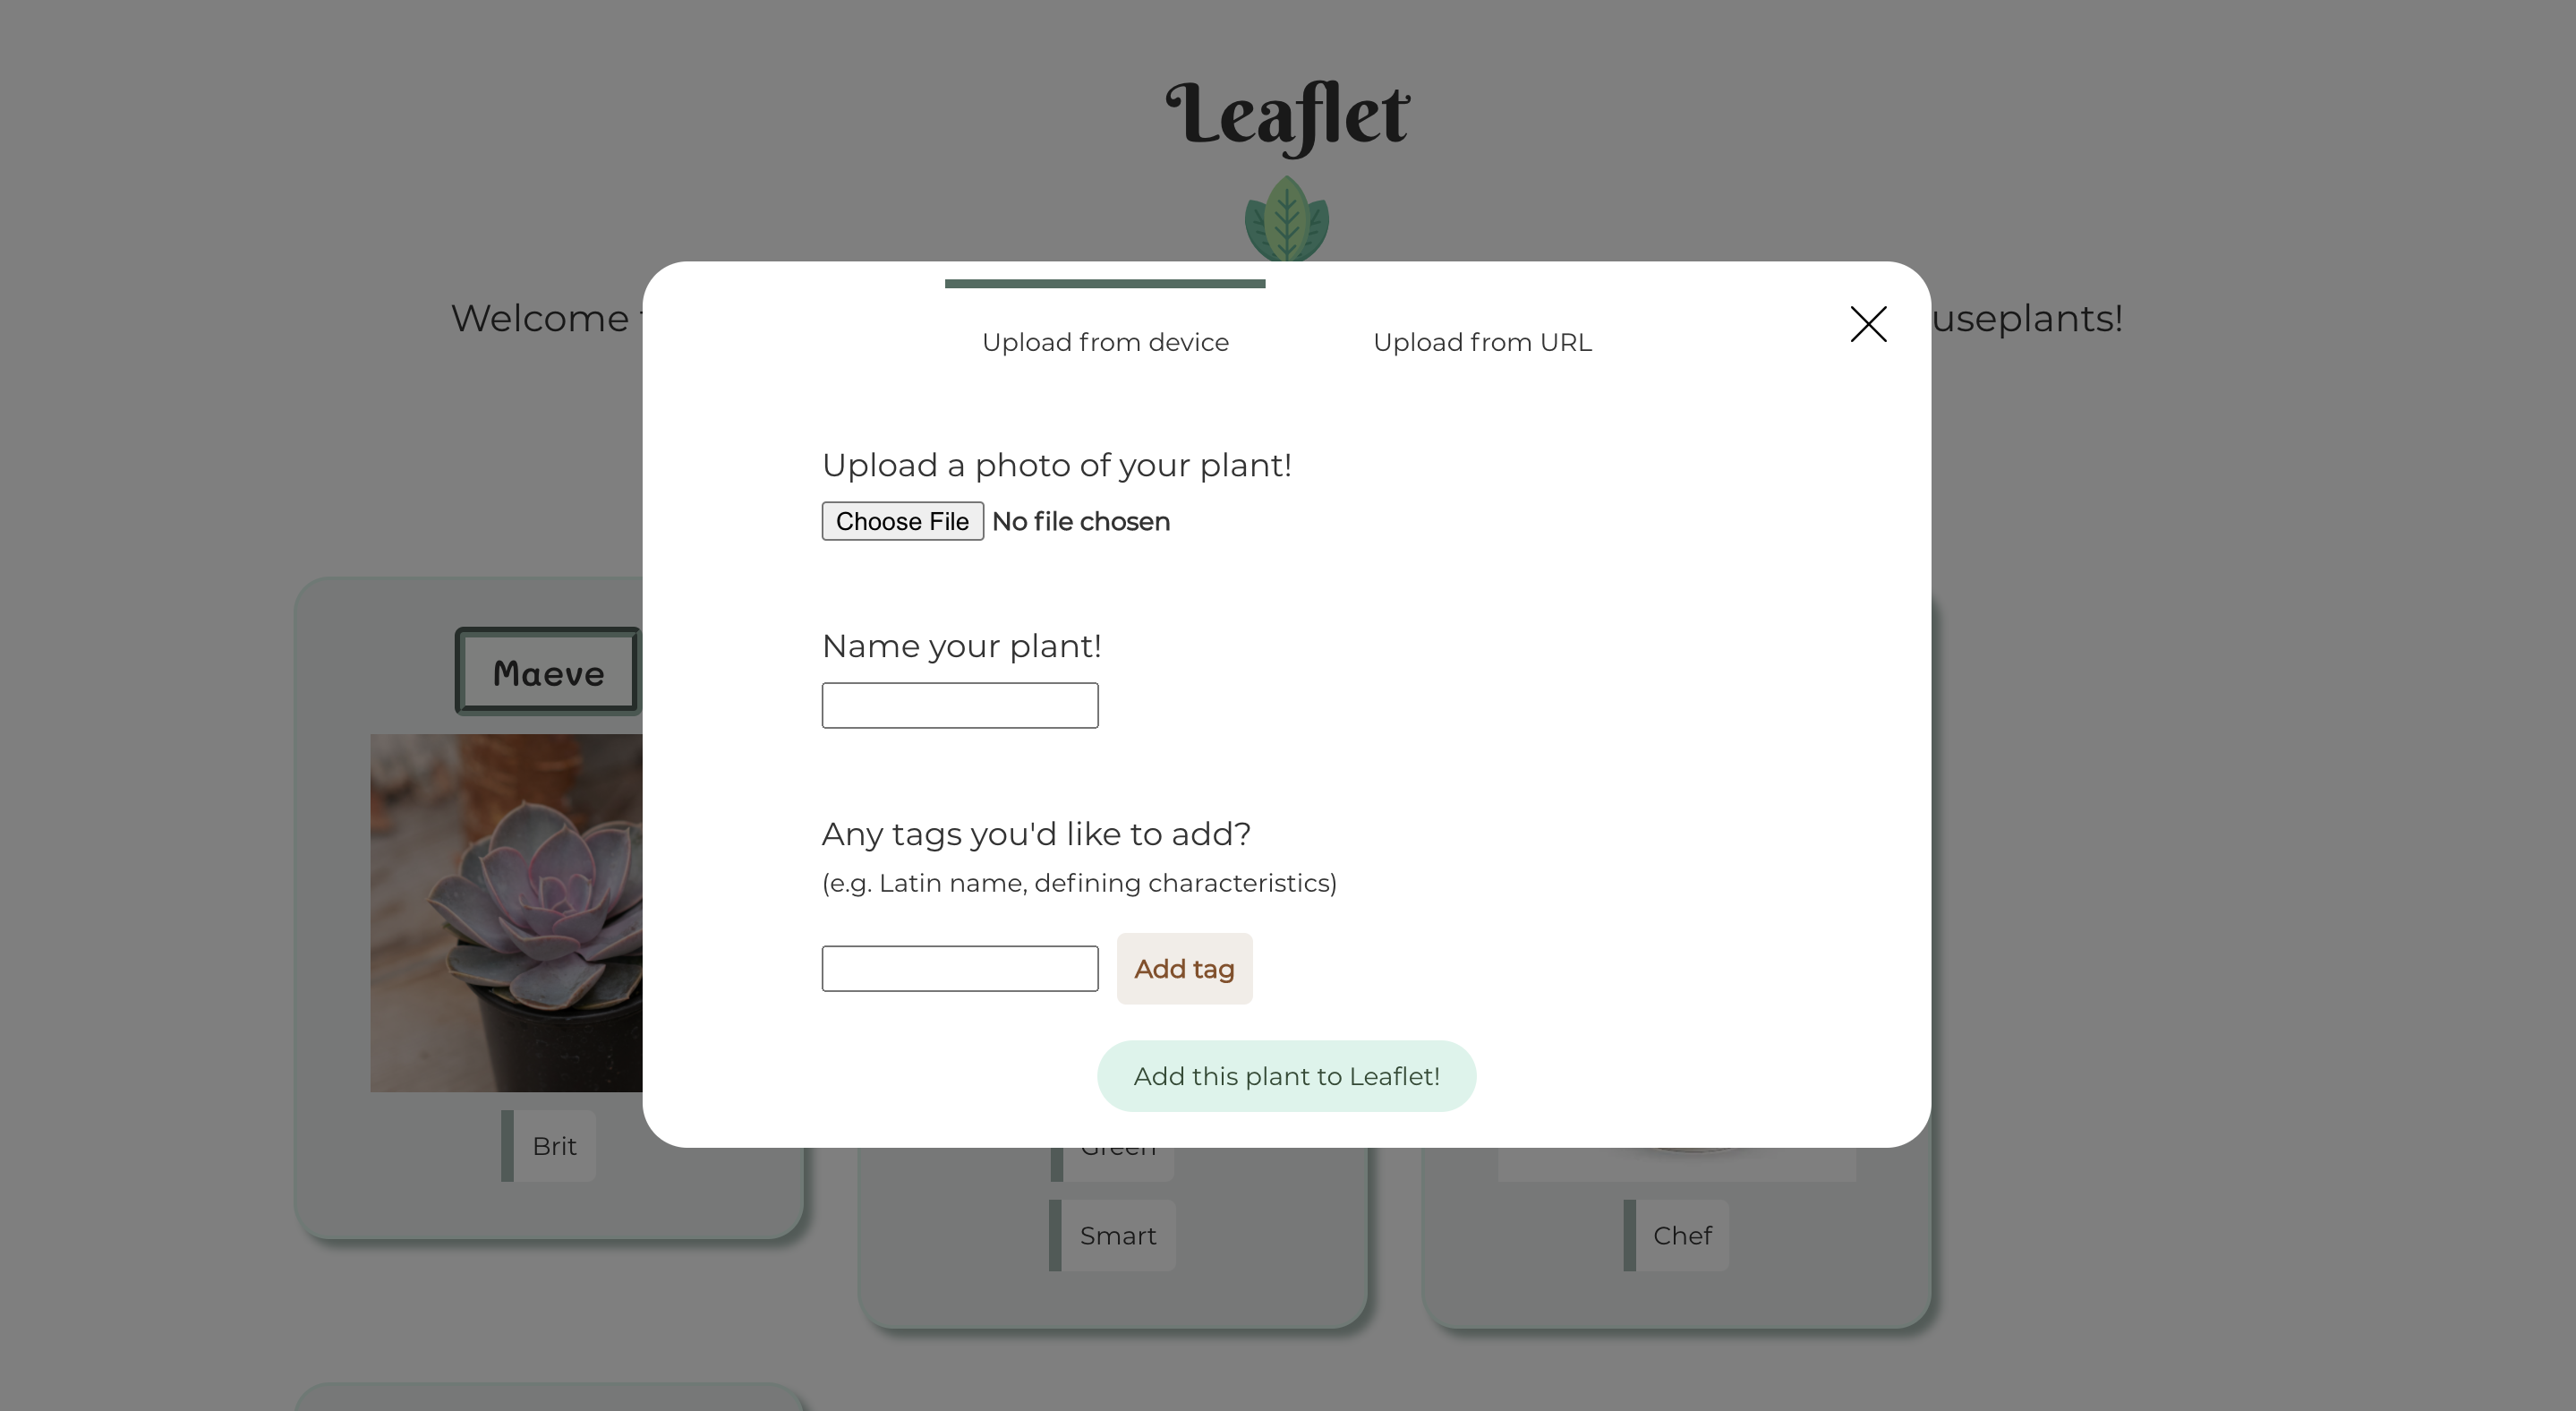 Leaflet
Welcome
useplants!
Upload from device
Upload from URL
Upload a photo of your plant!
Choose File No file chosen
Name your plant!
Maeve
Any tags you'd like to add?
(e.g. Latin name, defining characteristics)
Add tag
Add this plant to Leaflet!
Brit
Green
Smart
Chef